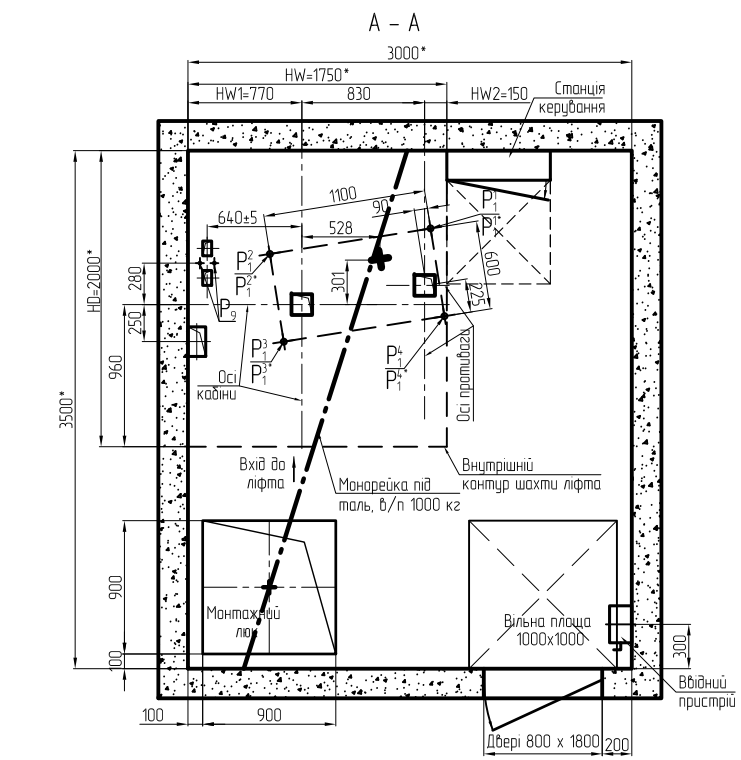 А – А
3000*
HW=1750*
HW1=770
830
HW2=150
Станція
керування
1100
90
640±5
528
P₁¹
P₁¹*
600
P₁²
P₁²*
301
225
280
250
P₉
HD=2000*
960
3500*
P₁³
P₁³*
P₁⁴
P₁⁴*
Осі
кабіни
Осі противаги
Вхід до
ліфта
Монорейка під
таль, в/п 1000 кг
Внутрішній
контур шахти ліфта
900
100
Монтажний
люк
Вільна площа
1000х1000
300
Ввідний
пристрій
100
900
Двері 800 х 1800
200